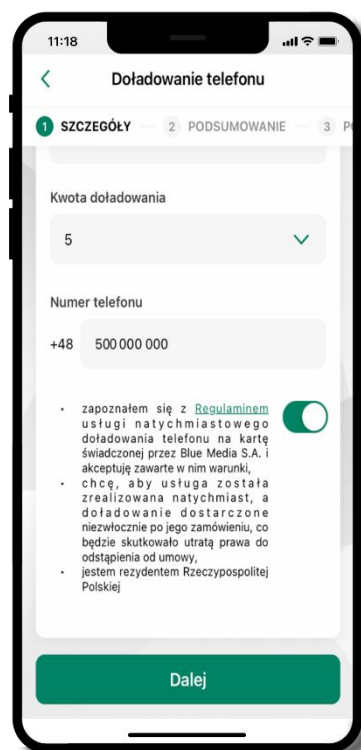 11:18
Doładowanie telefonu
1 SZCZEGÓŁY 2 PODSUMOWANIE 3
Kwota doładowania
5
Numer telefonu
+48 500 000 000
• zapoznałem się z Regulaminem
usługi natychmiastowego
doładowania telefonu na kartę
świadczonej przez Blue Media S.A. i
akceptuję zawarte w nim warunki,
• chcę, aby usługa została
zrealizowana natychmiast, a
doładowanie dostarczone
niezwłocznie po jego zamówieniu, co
będzie skutkowało utratą prawa do
odstąpienia od umowy,
• jestem rezydentem Rzeczypospolitej
Polskiej
Dalej